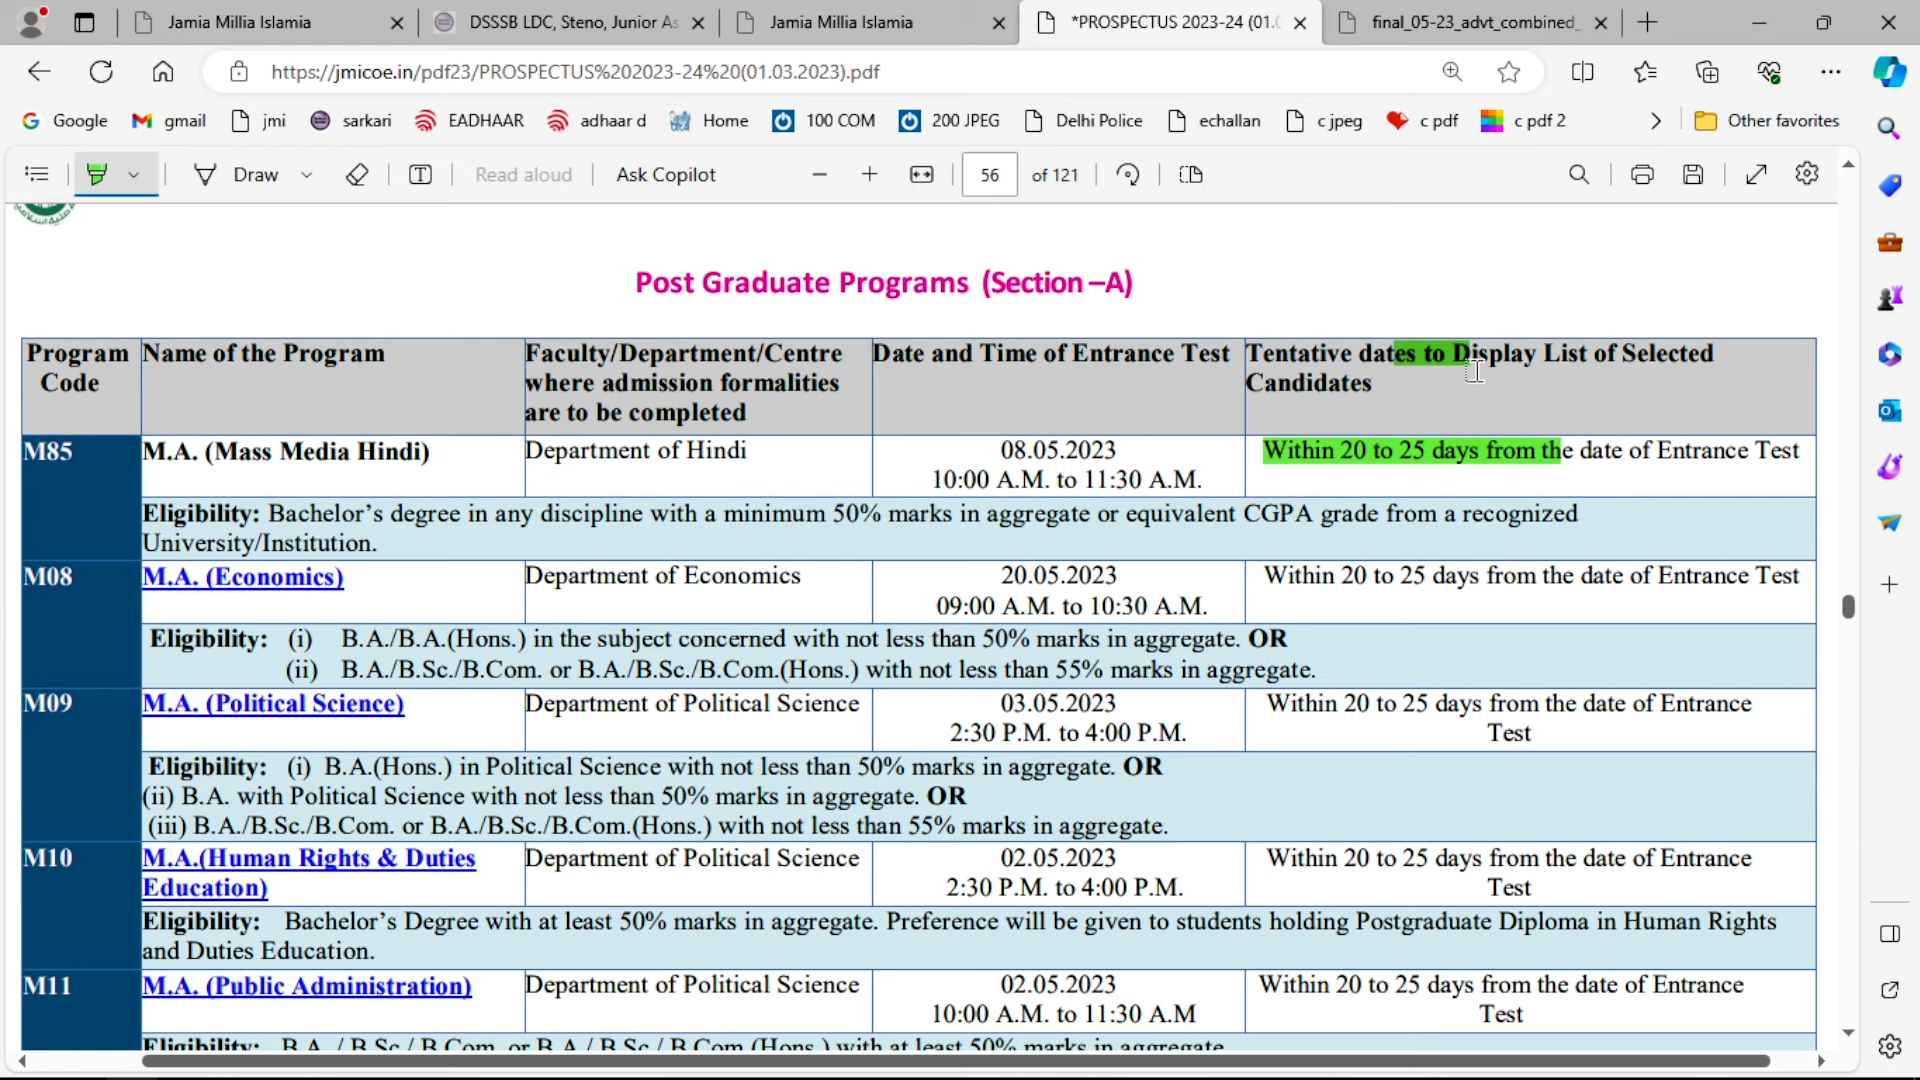 Jamia Millia Islamia
DSSSB LDC, Steno, Junior As
Jamia Millia Islamia
*PROSPECTUS 2023-24 (01.0
final_05-23_advt_combined_
https://jmicoe.in/pdf23/PROSPECTUS%202023-24%20(01.03.2023).pdf
Google
gmail
jmi
sarkari
EADHAAR
adhaar d
Home
100 COM
200 JPEG
Delhi Police
echallan
c jpeg
c pdf
c pdf 2
Other favorites
Draw
Read aloud
Ask Copilot
56 of 121
Post Graduate Programs (Section –A)
Program Code
Name of the Program
Faculty/Department/Centre
where admission formalities
are to be completed
Date and Time of Entrance Test
Tentative dates to Display List of Selected
Candidates
M85
M.A. (Mass Media Hindi)
Department of Hindi
08.05.2023
10:00 A.M. to 11:30 A.M.
Within 20 to 25 days from the date of Entrance Test
Eligibility: Bachelor’s degree in any discipline with a minimum 50% marks in aggregate or equivalent CGPA grade from a recognized
University/Institution.
M08
M.A. (Economics)
Department of Economics
20.05.2023
09:00 A.M. to 10:30 A.M.
Within 20 to 25 days from the date of Entrance Test
Eligibility: (i) B.A./B.A.(Hons.) in the subject concerned with not less than 50% marks in aggregate. OR
(ii) B.A./B.Sc./B.Com. or B.A./B.Sc./B.Com.(Hons.) with not less than 55% marks in aggregate.
M09
M.A. (Political Science)
Department of Political Science
03.05.2023
2:30 P.M. to 4:00 P.M.
Within 20 to 25 days from the date of Entrance
Test
Eligibility: (i) B.A.(Hons.) in Political Science with not less than 50% marks in aggregate. OR
(ii) B.A. with Political Science with not less than 50% marks in aggregate. OR
(iii) B.A./B.Sc./B.Com. or B.A./B.Sc./B.Com.(Hons.) with not less than 55% marks in aggregate.
M10
M.A.(Human Rights & Duties
Education)
Department of Political Science
02.05.2023
2:30 P.M. to 4:00 P.M.
Within 20 to 25 days from the date of Entrance
Test
Eligibility: Bachelor’s Degree with at least 50% marks in aggregate. Preference will be given to students holding Postgraduate Diploma in Human Rights
and Duties Education.
M11
M.A. (Public Administration)
Department of Political Science
02.05.2023
10:00 A.M. to 11:30 A.M
Within 20 to 25 days from the date of Entrance
Test
Eligibility: B.A. / B.Sc / B.Com. or B.A / B.Sc / B.Com (Hons.) with at least 50% marks in aggregate